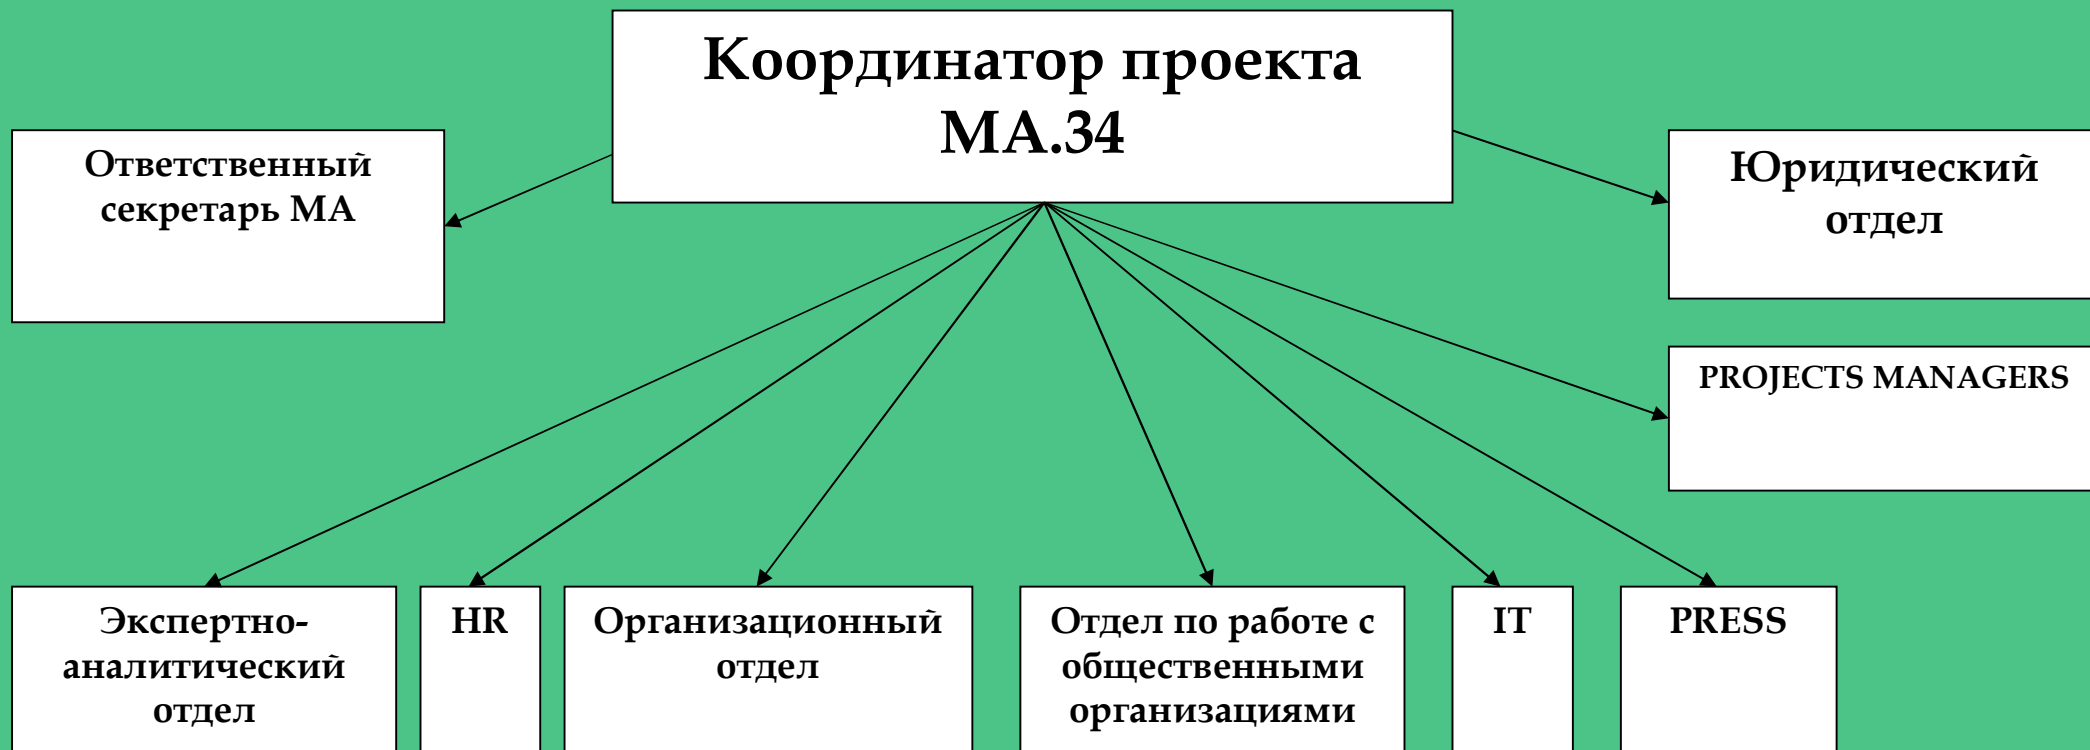 Координатор проекта
МА.34
Ответственный
секретарь МА
Юридический
отдел
PROJECTS MANAGERS
Экспертно-
аналитический
отдел
HR
Организационный
отдел
Отдел по работе с
общественными
организациями
IT
PRESS